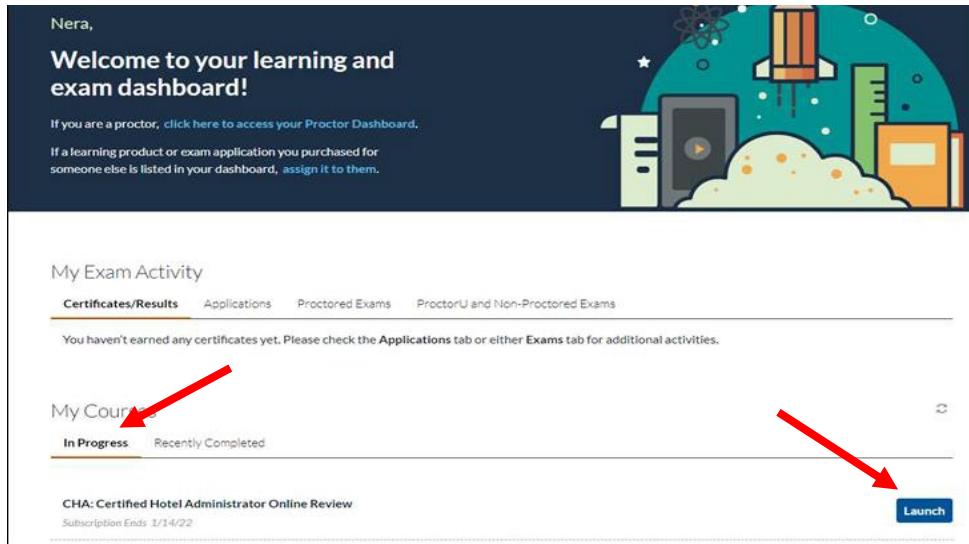 Nera,
Welcome to your learning and
exam dashboard!
If you are a proctor, click here to access your Proctor Dashboard.
If a learning product or exam application you purchased for
someone else is listed in your dashboard, assign it to them.
My Exam Activity
Certificates/Results Applications Proctored Exams ProctorU and Non-Proctored Exams
You haven't earned any certificates yet. Please check the Applications tab or either Exams tab for additional activities.
My Courses
In Progress Recently Completed
CHA: Certified Hotel Administrator Online Review
Launch
Subscription Ends 1/14/22